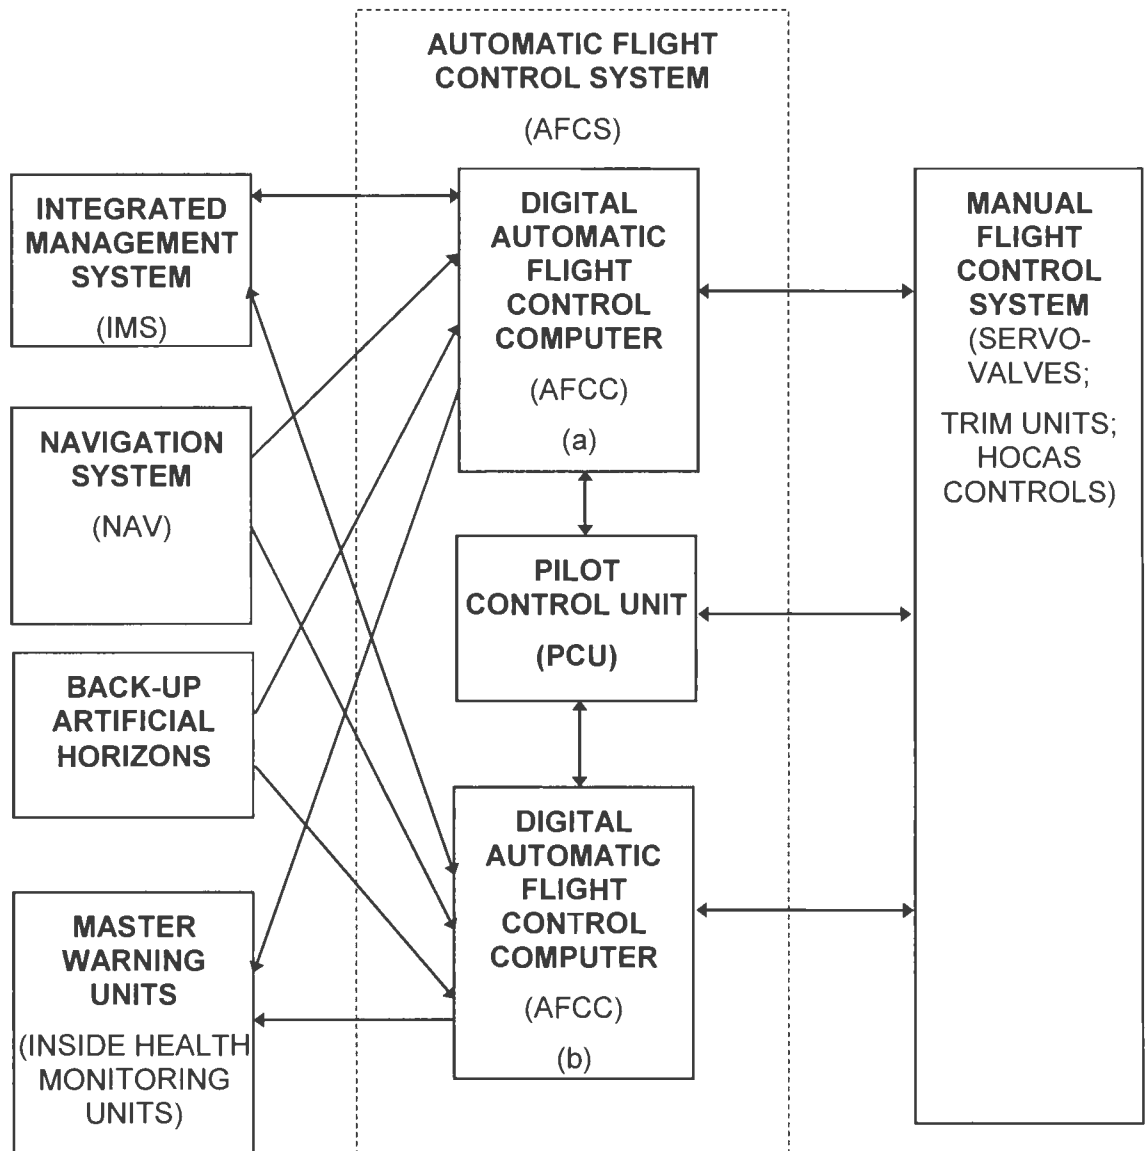 AUTOMATIC FLIGHT
CONTROL SYSTEM
(AFCS)
INTEGRATED
MANAGEMENT
SYSTEM
(IMS)
NAVIGATION
SYSTEM
(NAV)
BACK-UP
ARTIFICIAL
HORIZONS
MASTER
WARNING
UNITS
(INSIDE HEALTH
MONITORING
UNITS)
DIGITAL
AUTOMATIC
FLIGHT
CONTROL
COMPUTER
(AFCC)
(a)
PILOT
CONTROL UNIT
(PCU)
DIGITAL
AUTOMATIC
FLIGHT
CONTROL
COMPUTER
(AFCC)
(b)
MANUAL
FLIGHT
CONTROL
SYSTEM
(SERVO-
VALVES;
TRIM UNITS;
HOCAS
CONTROLS)